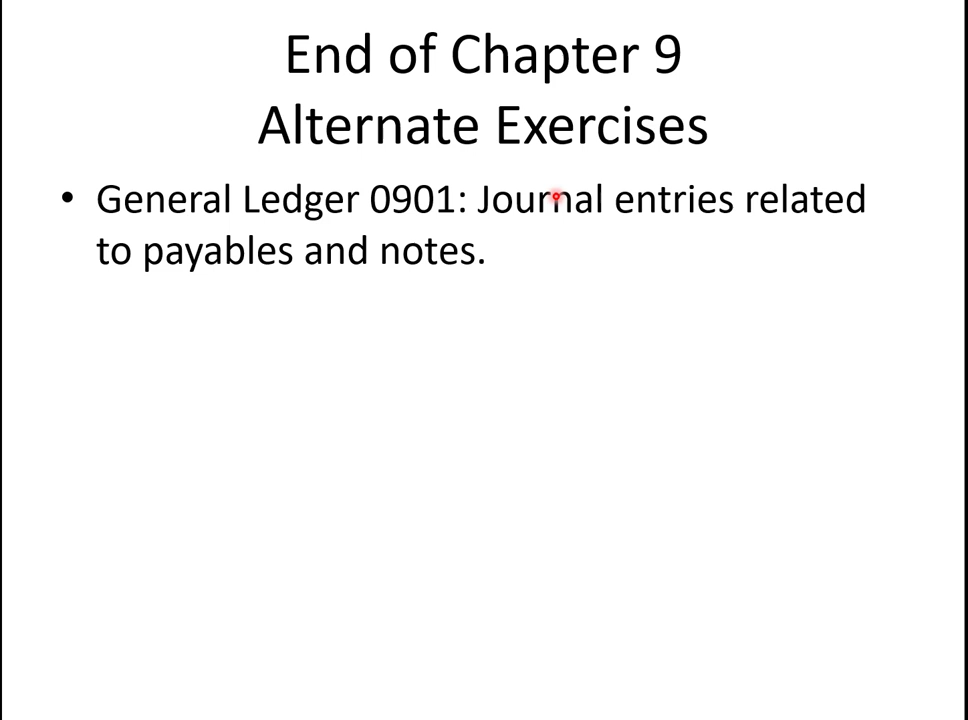 End of Chapter 9
Alternate Exercises
• General Ledger 0901: Journal entries related
to payables and notes.